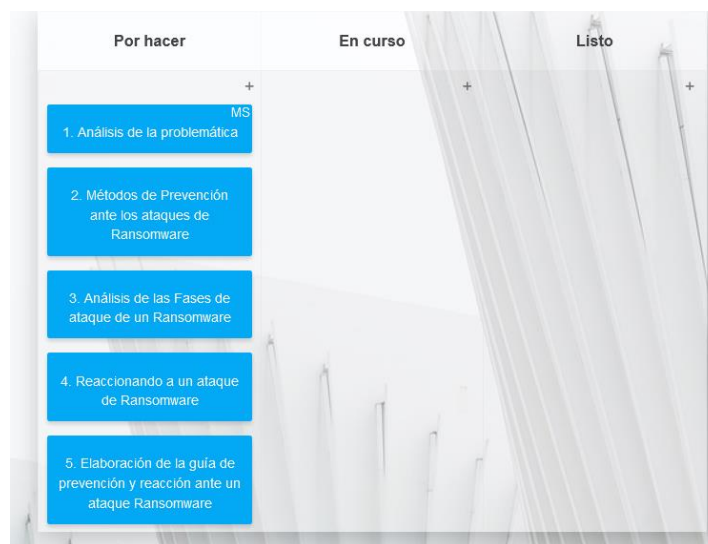 Por hacer
En curso
Listo
+
+
+
MS
1. Análisis de la problemática
2. Métodos de Prevención
ante los ataques de
Ransomware
3. Análisis de las Fases de
ataque de un Ransomware
4. Reaccionando a un ataque
de Ransomware
5. Elaboración de la guía de
prevención y reacción ante un
ataque Ransomware